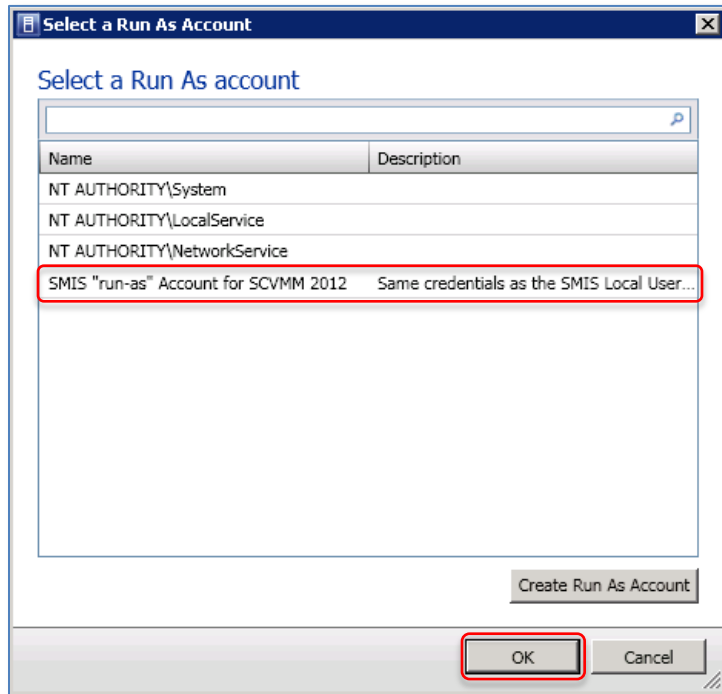 Select a Run As Account
Select a Run As account
Name Description
NT AUTHORITY\System
NT AUTHORITY\LocalService
NT AUTHORITY\NetworkService
SMIS "run-as" Account for SCVMM 2012 Same credentials as the SMIS Local User...
Create Run As Account
OK Cancel